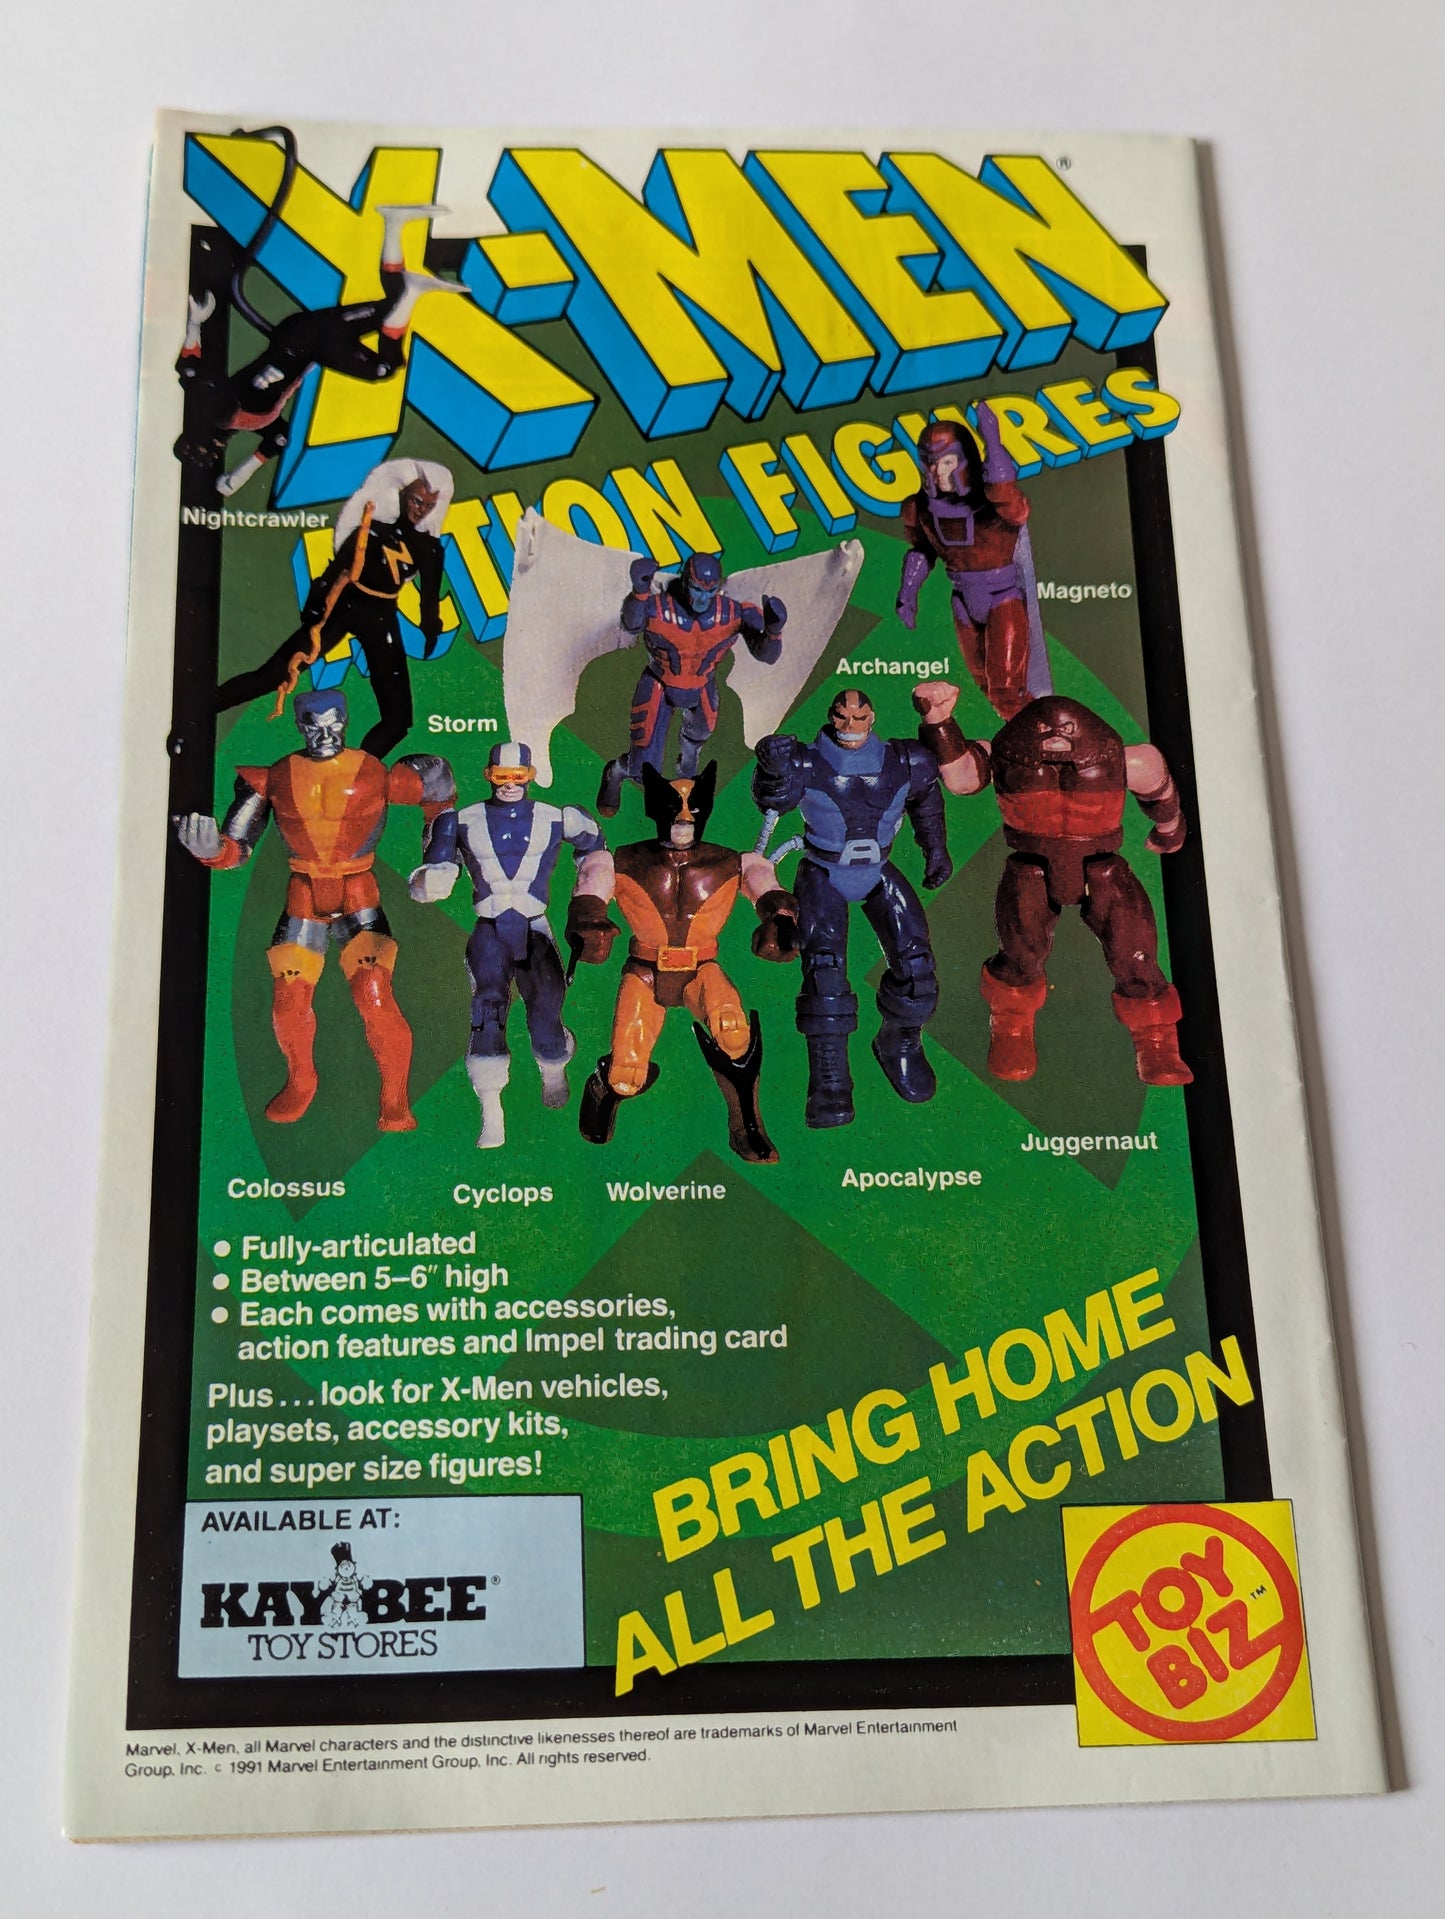 X-MEN®
ACTION FIGURES
Nightcrawler
Magneto
Archangel
Storm
Juggernaut
Apocalypse
Colossus
Cyclops
Wolverine
● Fully-articulated
● Between 5–6″ high
● Each comes with accessories,
action features and Impel trading card
Plus...look for X-Men vehicles,
playsets, accessory kits,
and super size figures!
BRING HOME
ALL THE ACTION
AVAILABLE AT:
KAY BEE®
TOY STORES
TOY
BIZ™
Marvel, X-Men, all Marvel characters and the distinctive likenesses thereof are trademarks of Marvel Entertainment
Group, Inc. © 1991 Marvel Entertainment Group, Inc. All rights reserved.